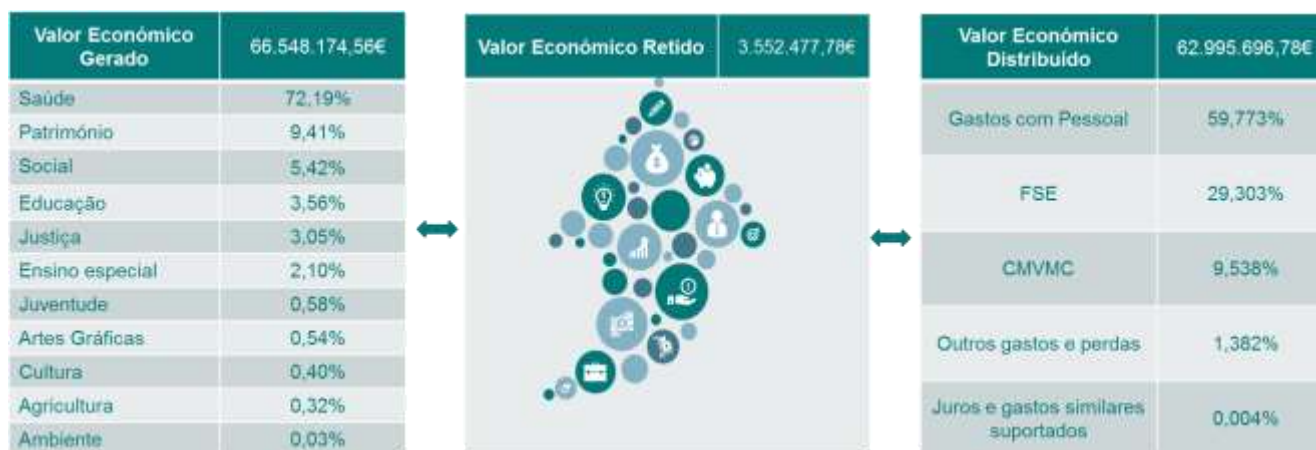 Valor Económico
Gerado
66.548.174,56€
Saúde 72,19%
Património 9,41%
Social 5,42%
Educação 3,56%
Justiça 3,05%
Ensino especial 2,10%
Juventude 0,58%
Artes Gráficas 0,54%
Cultura 0,40%
Agricultura 0,32%
Ambiente 0,03%
Valor Económico Retido 3.552.477,78€
Valor Económico
Distribuído
62.995.696,78€
Gastos com Pessoal 59,773%
FSE 29,303%
CMVMC 9,538%
Outros gastos e perdas 1,382%
Juros e gastos similares
suportados
0,004%